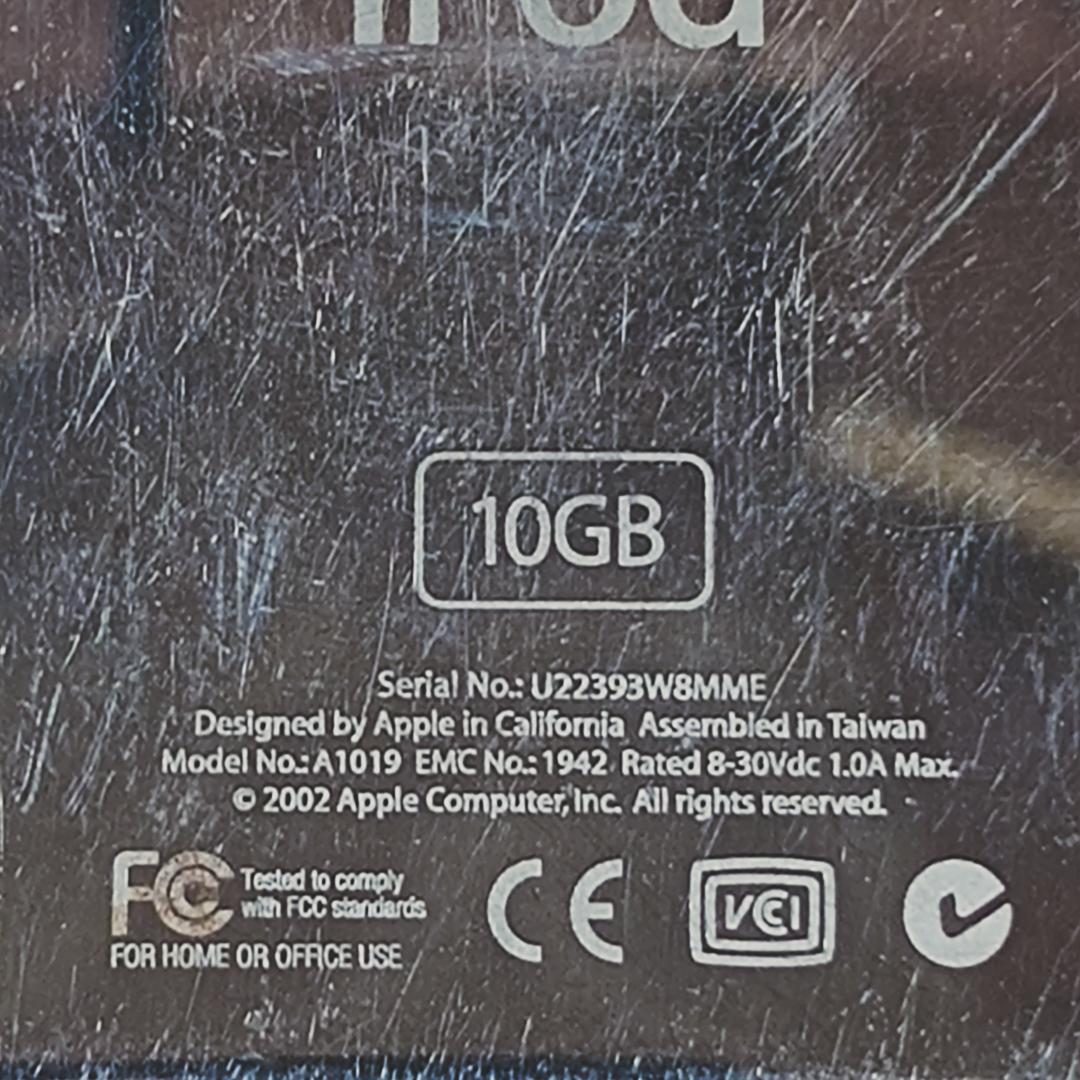 iPod
10GB
Serial No.: U22393W8MME
Designed by Apple in California Assembled in Taiwan
Model No.: A1019 EMC No.: 1942 Rated 8-30Vdc 1.0A Max.
© 2002 Apple Computer, Inc. All rights reserved.
FC Tested to comply
with FCC standards
FOR HOME OR OFFICE USE
CE
VCI